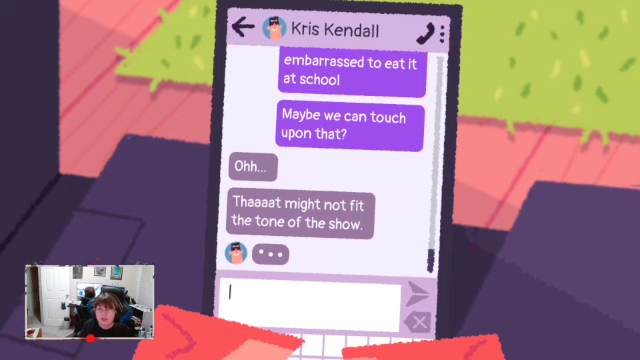 Kris Kendall
embarrassed to eat it
at school
Maybe we can touch
upon that?
Ohh...
Thaaaat might not fit
the tone of the show.